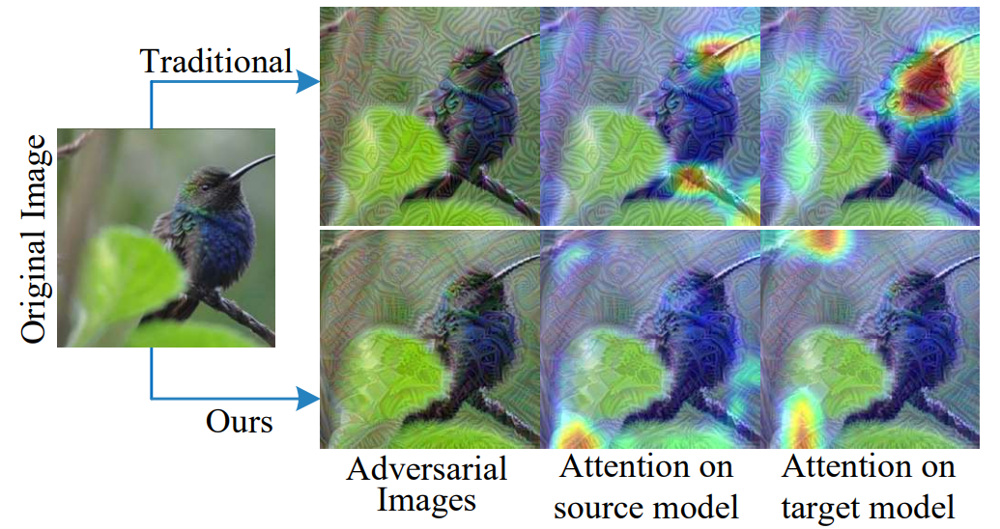 Traditional
Original Image
Ours
Adversarial
Images
Attention on
source model
Attention on
target model